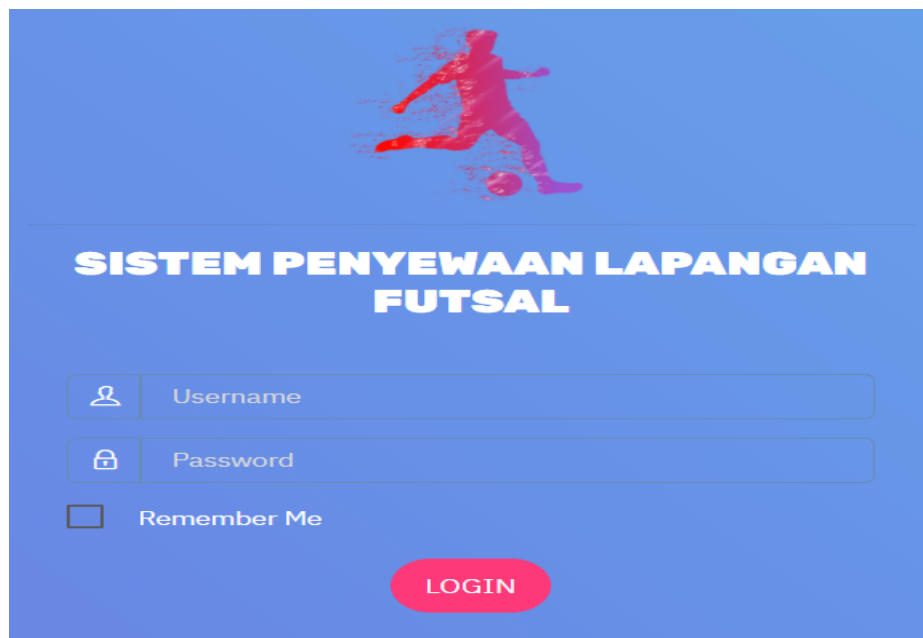 SISTEM PENYEWAAN LAPANGAN
FUTSAL
Username
Password
Remember Me
LOGIN